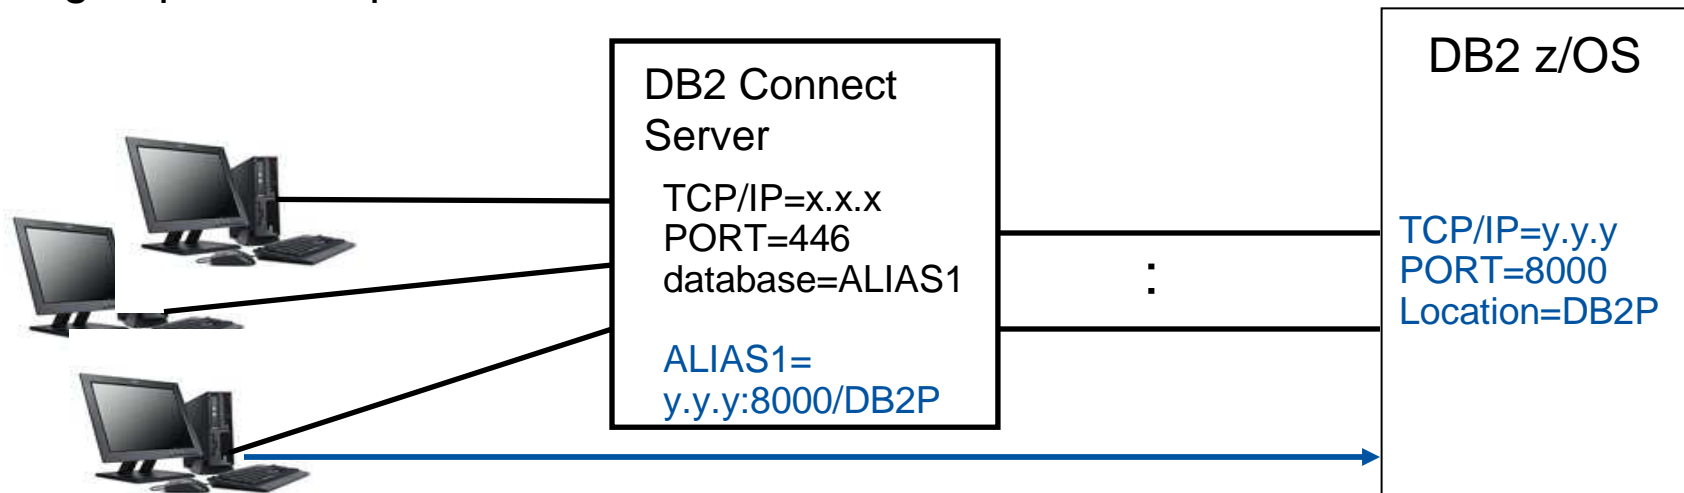 DB2 Connect
Server
TCP/IP=x.x.x
PORT=446
database=ALIAS1
ALIAS1=
y.y.y:8000/DB2P
:
DB2 z/OS
TCP/IP=y.y.y
PORT=8000
Location=DB2P